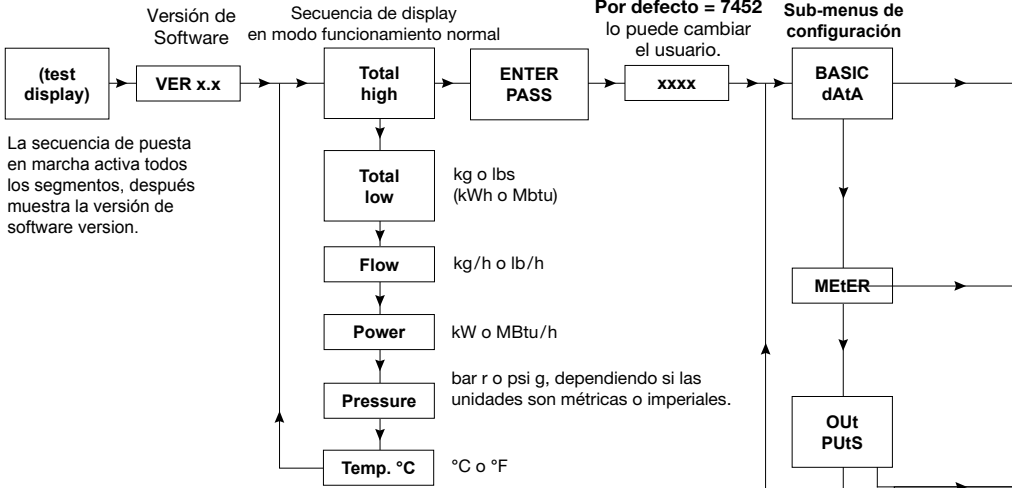 Versión de
Software
Secuencia de display
en modo funcionamiento normal
Por defecto = 7452
lo puede cambiar
el usuario.
Sub-menus de
configuración
(test
display)
VER x.x
Total
high
ENTER
PASS
xxxx
BASIC
dAtA
La secuencia de puesta
en marcha activa todos
los segmentos, después
muestra la versión de
software version.
Total
low
kg o lbs
(kWh o Mbtu)
Flow
kg/h o lb/h
MEtER
Power
kW o MBtu/h
Pressure
bar r o psi g, dependiendo si las
unidades son métricas o imperiales.
OUt
PUtS
Temp. °C
°C o °F